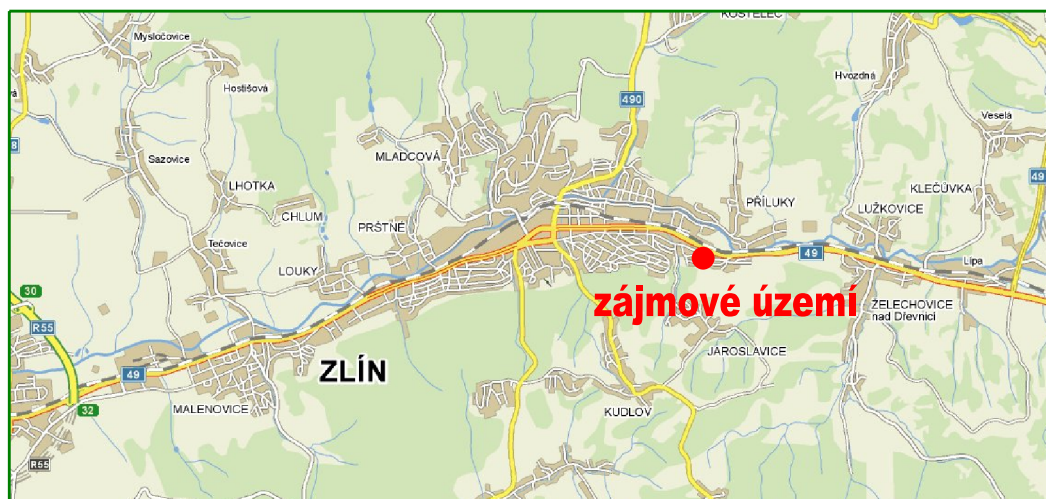 KOSTELEC
Mysločovice
Hvozdná
Hostišová
490
Veselá
Sazovice
MLADCOVÁ
49
LHOTKA
KLEČŮVKA
CHLUM
PŘÍLUKY
LUŽKOVICE
PRŠTNÉ
Tečovice
49
Lípa
LOUKY
30
zájmové území
ŽELECHOVICE
nad Dřevnicí
R55
JAROSLAVICE
ZLÍN
49
MALENOVICE
32
KUDLOV
R55